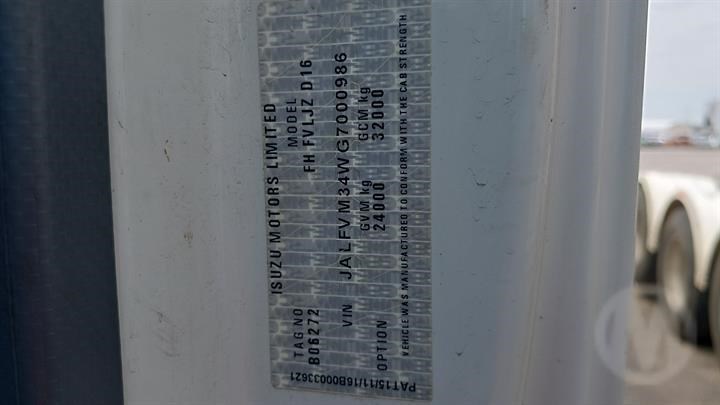 ISUZU MOTORS LIMITED
TAG NO MODEL
B06272 FH FVLJZ D16
VIN JALFVM34WG7000986
GVM kg GCM kg
OPTION 24000 32000
VEHICLE WAS MANUFACTURED TO CONFORM WITH THE CAB STRENGTH
PAT15/11/16B00033621